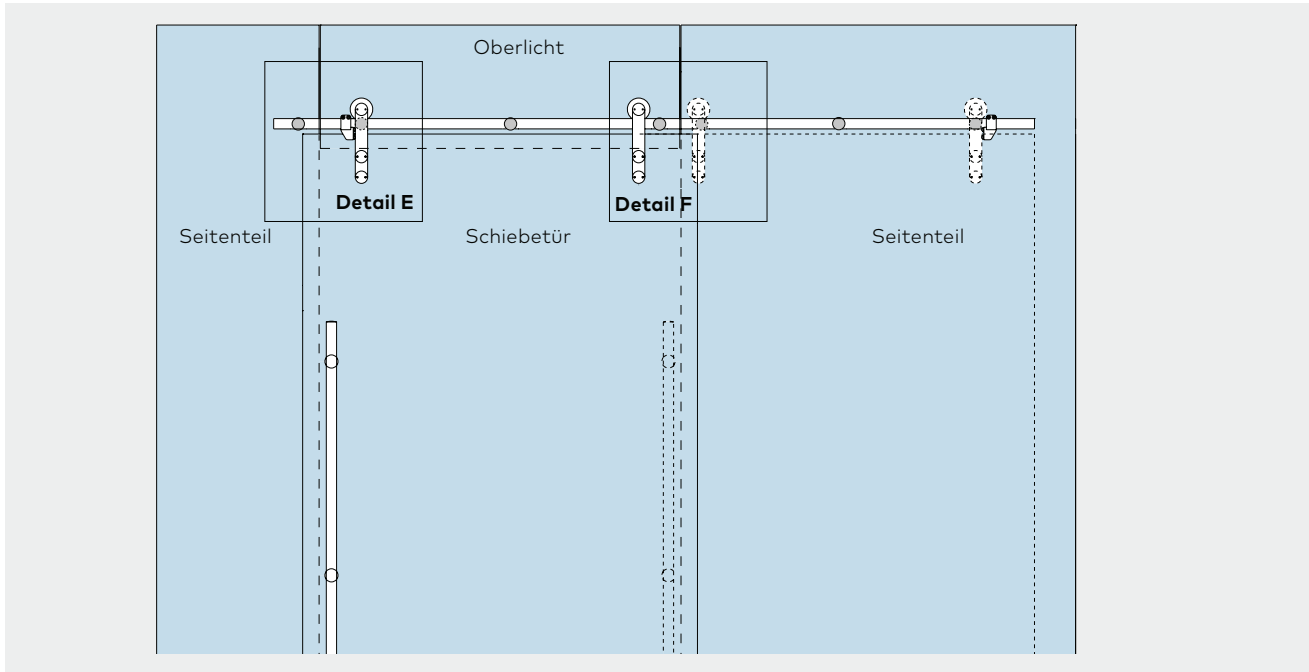 Oberlicht
Detail E
Detail F
Seitenteil
Schiebetür
Seitenteil